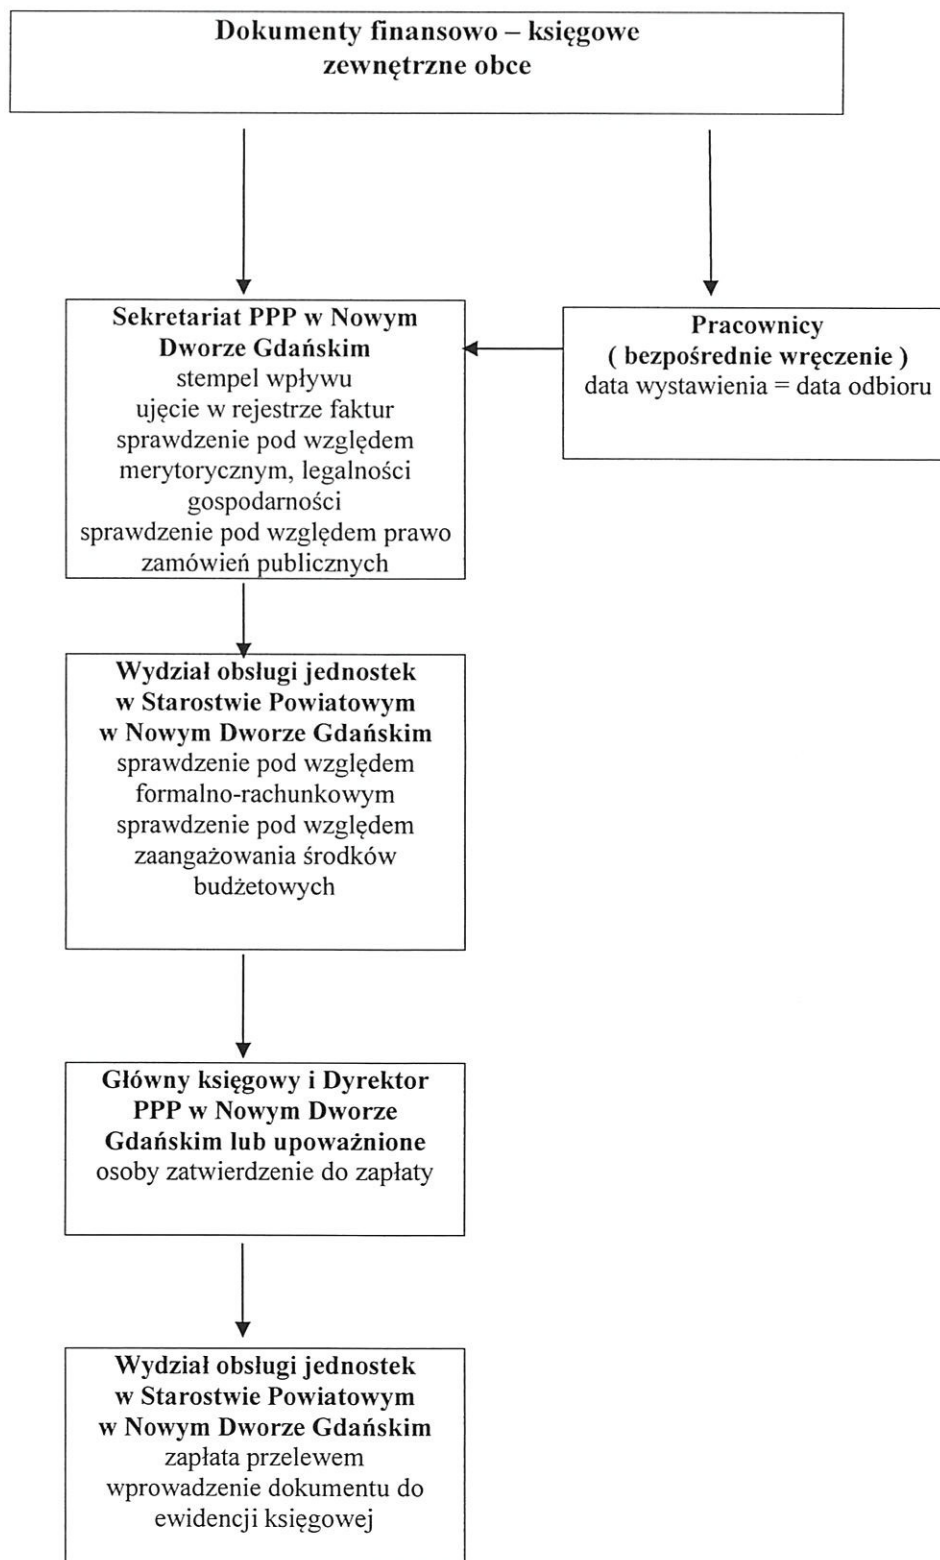 Dokumenty finansowo – księgowe
zewnętrzne obce
Sekretariat PPP w Nowym
Dworze Gdańskim
stempel wpływu
ujęcie w rejestrze faktur
sprawdzenie pod względem
merytorycznym, legalności
gospodarności
sprawdzenie pod względem prawo
zamówień publicznych
Pracownicy
( bezpośrednie wręczenie )
data wystawienia = data odbioru
Wydział obsługi jednostek
w Starostwie Powiatowym
w Nowym Dworze Gdańskim
sprawdzenie pod względem
formalno-rachunkowym
sprawdzenie pod względem
zaangażowania środków
budżetowych
Główny księgowy i Dyrektor
PPP w Nowym Dworze
Gdańskim lub upoważnione
osoby zatwierdzenie do zapłaty
Wydział obsługi jednostek
w Starostwie Powiatowym
w Nowym Dworze Gdańskim
zapłata przelewem
wprowadzenie dokumentu do
ewidencji księgowej